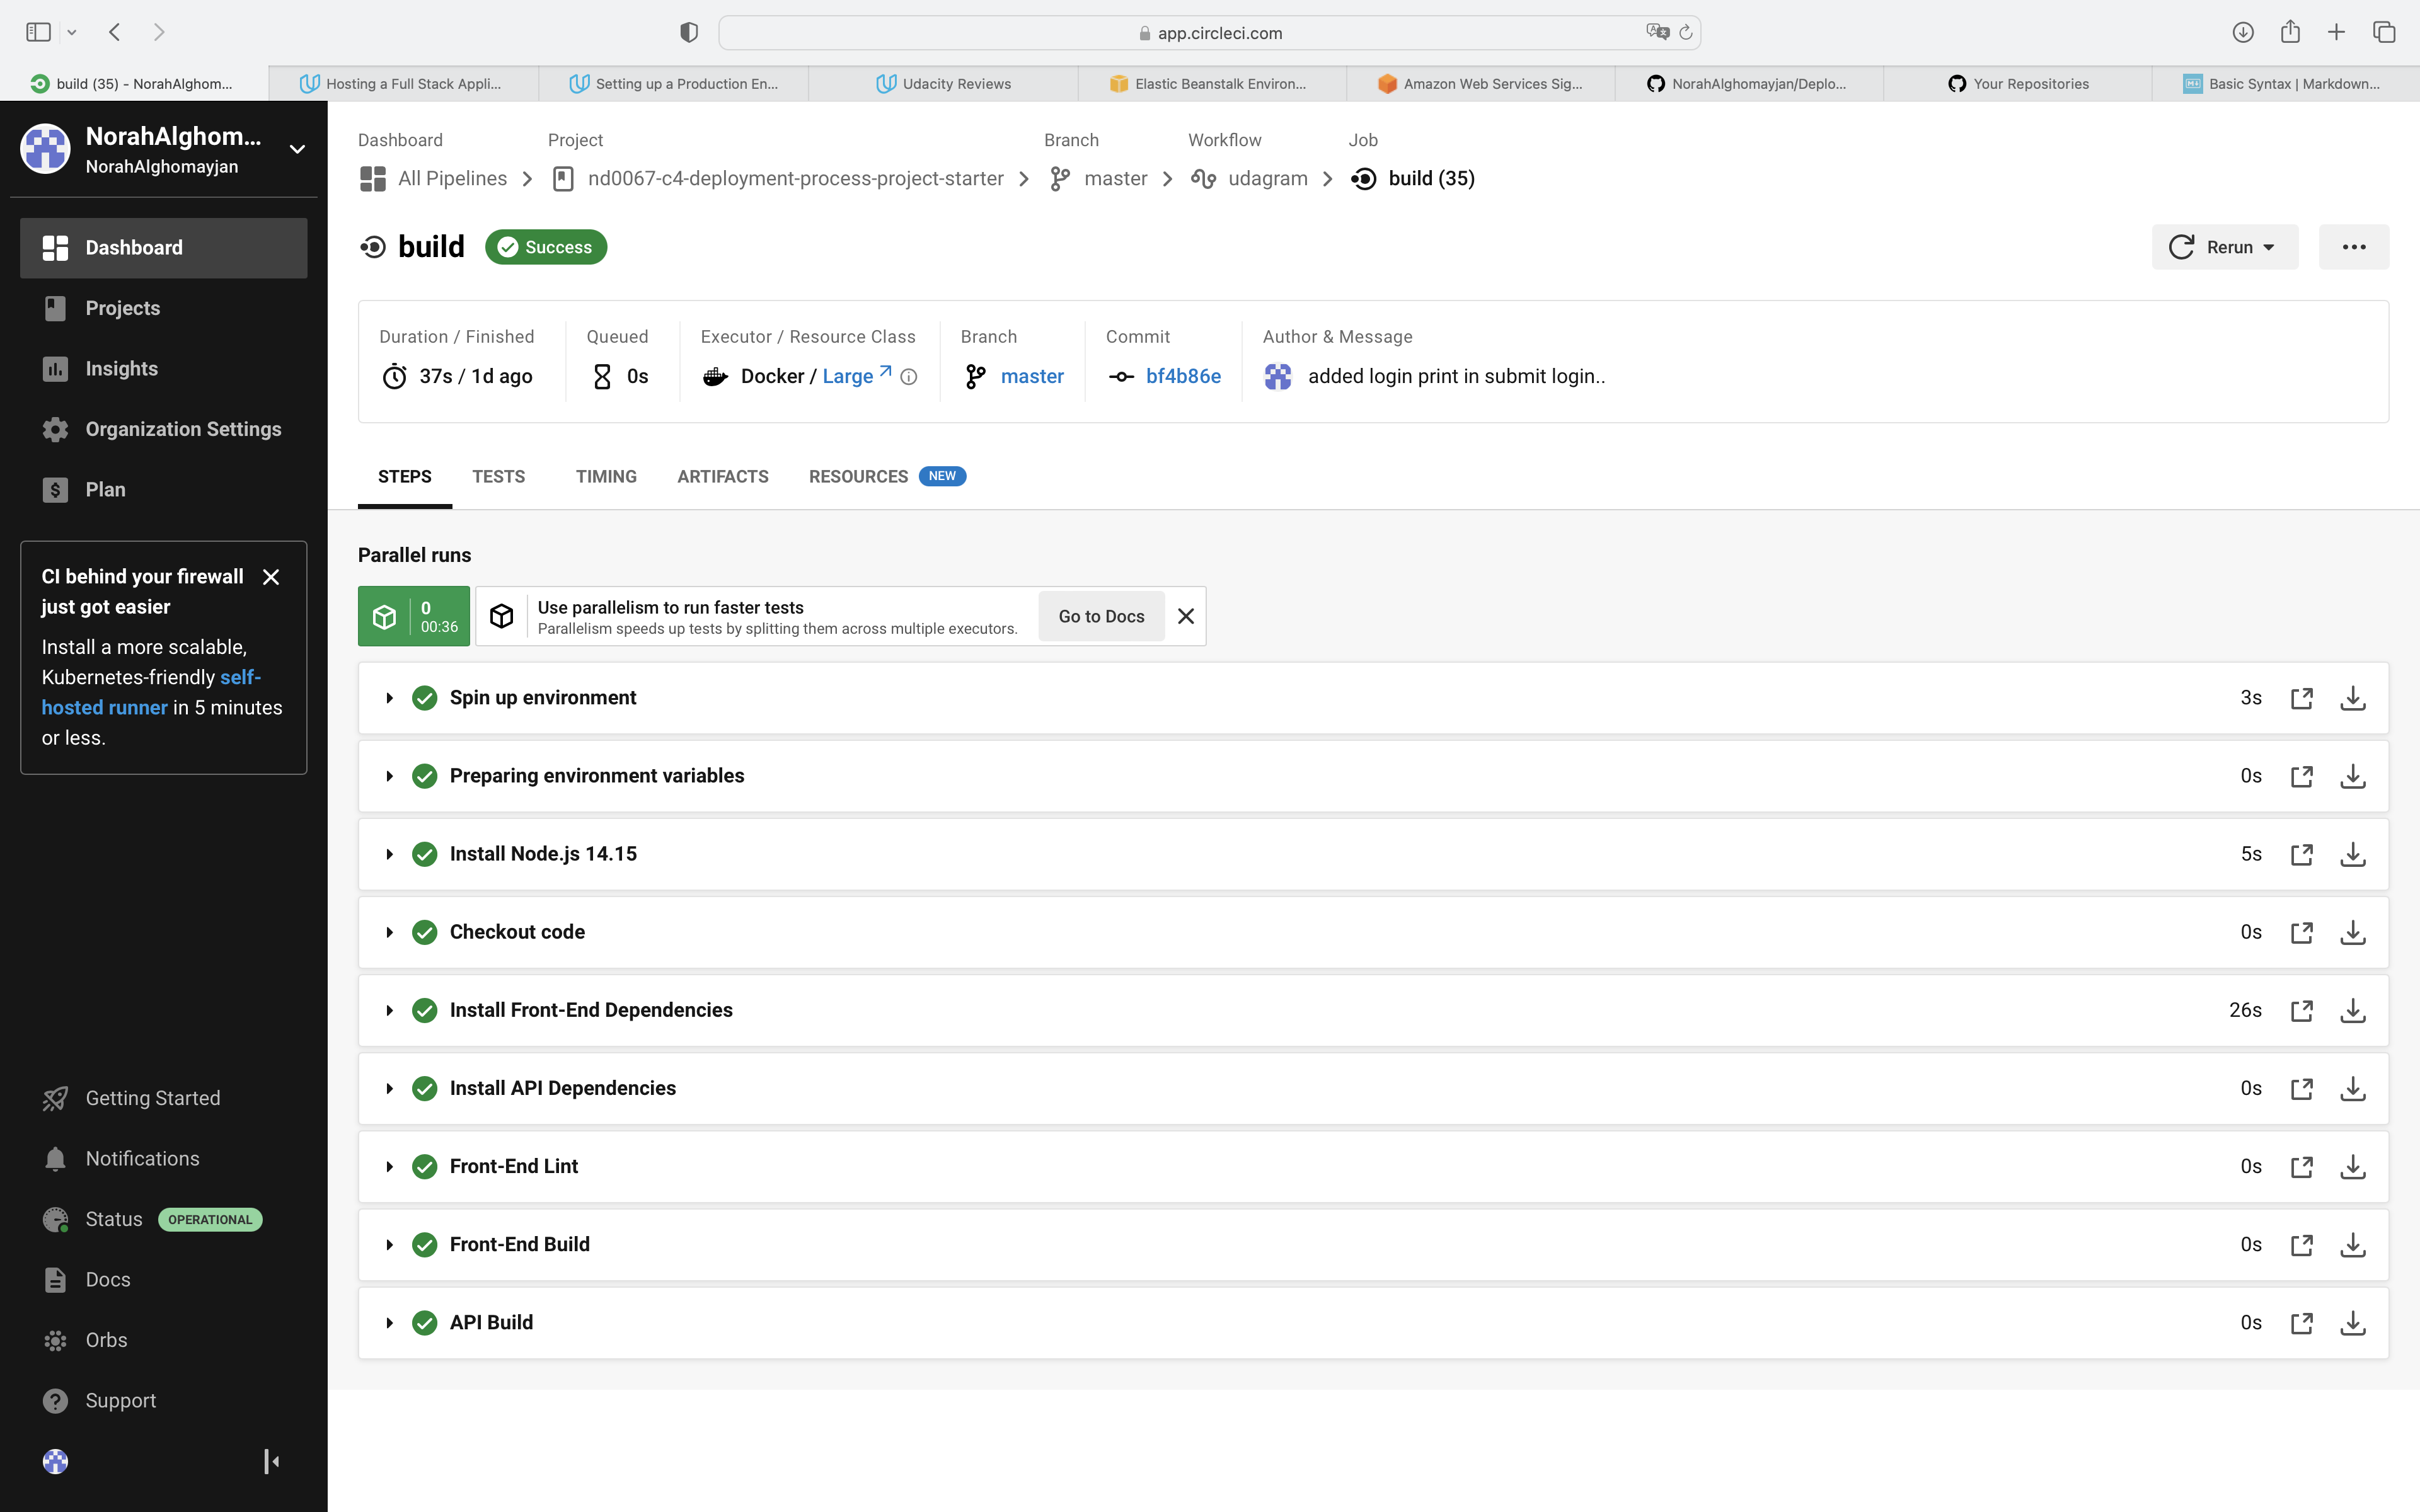 app.circleci.com
build (35) - NorahAlghom...
Hosting a Full Stack Appli...
Setting up a Production En...
Udacity Reviews
Elastic Beanstalk Environ...
Amazon Web Services Sig...
NorahAlghomayjan/Deplo...
Your Repositories
Basic Syntax | Markdown...
NorahAlghom...
NorahAlghomayjan
Dashboard
Projects
Insights
Organization Settings
Plan
CI behind your firewall
just got easier
Install a more scalable,
Kubernetes-friendly self-
hosted runner in 5 minutes
or less.
Getting Started
Notifications
Status OPERATIONAL
Docs
Orbs
Support
Dashboard Project Branch Workflow Job
All Pipelines nd0067-c4-deployment-process-project-starter master udagram build (35)
build Success
Rerun
Duration / Finished Queued Executor / Resource Class Branch Commit Author & Message
37s / 1d ago 0s Docker / Large master bf4b86e added login print in submit login..
STEPS TESTS TIMING ARTIFACTS RESOURCES NEW
Parallel runs
0
00:36
Use parallelism to run faster tests
Parallelism speeds up tests by splitting them across multiple executors.
Go to Docs
Spin up environment 3s
Preparing environment variables 0s
Install Node.js 14.15 5s
Checkout code 0s
Install Front-End Dependencies 26s
Install API Dependencies 0s
Front-End Lint 0s
Front-End Build 0s
API Build 0s